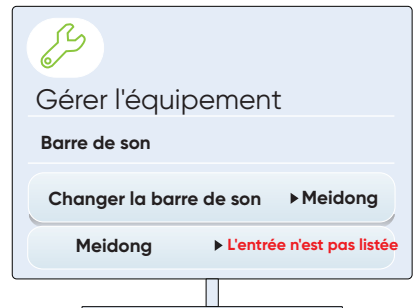 Gérer l'équipement
Barre de son
Changer la barre de son ▶ Meidong
Meidong ▶ L'entrée n'est pas listée